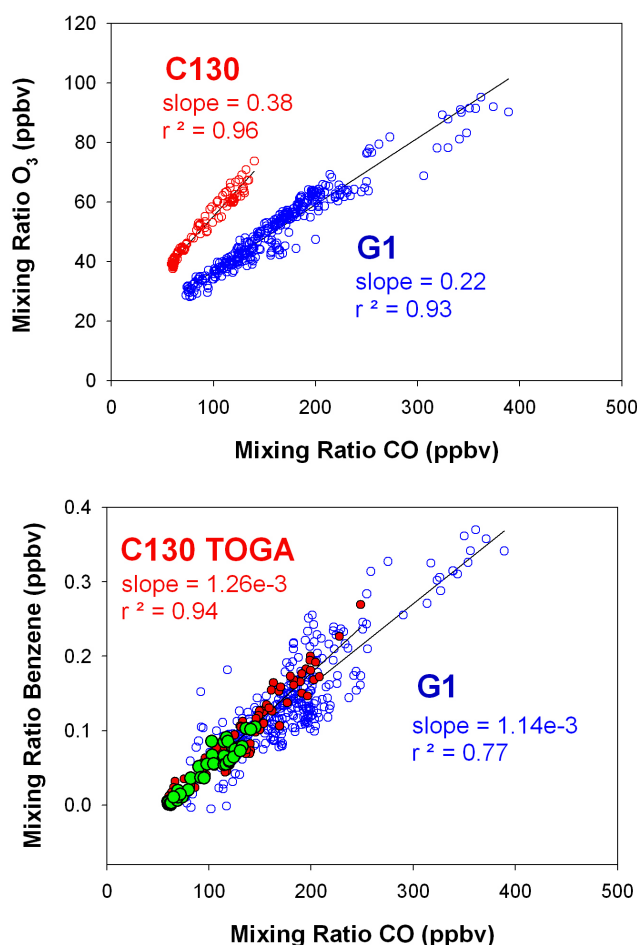 120
100
80
60
40
20
0
Mixing Ratio O3 (ppbv)
C130
slope = 0.38
r ² = 0.96
G1
slope = 0.22
r ² = 0.93
0 100 200 300 400 500
Mixing Ratio CO (ppbv)
0.4
0.3
0.2
0.1
0.0
Mixing Ratio Benzene (ppbv)
C130 TOGA
slope = 1.26e-3
r ² = 0.94
G1
slope = 1.14e-3
r ² = 0.77
0 100 200 300 400 500
Mixing Ratio CO (ppbv)